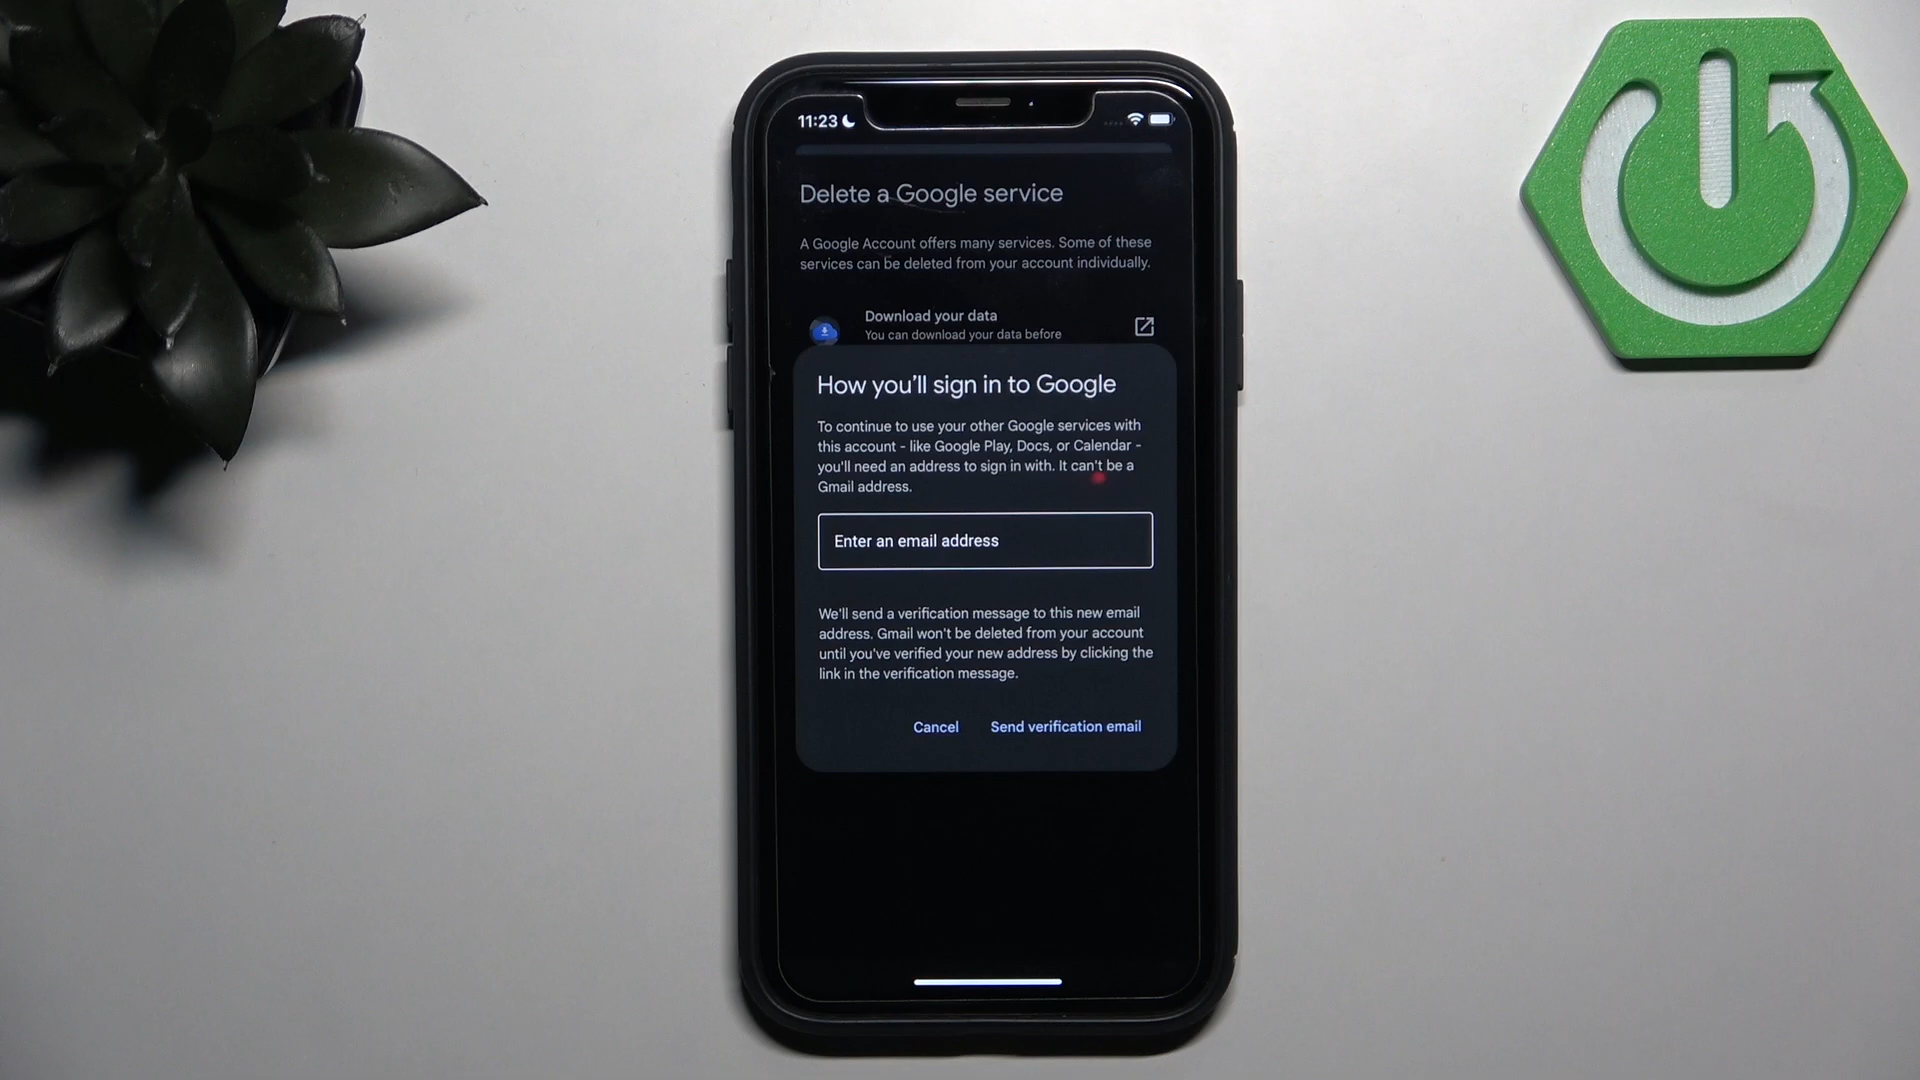 11:23
Delete a Google service
A Google Account offers many services. Some of these
services can be deleted from your account individually.
Download your data
You can download your data before
How you'll sign in to Google
To continue to use your other Google services with
this account - like Google Play, Docs, or Calendar -
you'll need an address to sign in with. It can't be a
Gmail address.
Enter an email address
We'll send a verification message to this new email
address. Gmail won't be deleted from your account
until you've verified your new address by clicking the
link in the verification message.
Cancel
Send verification email